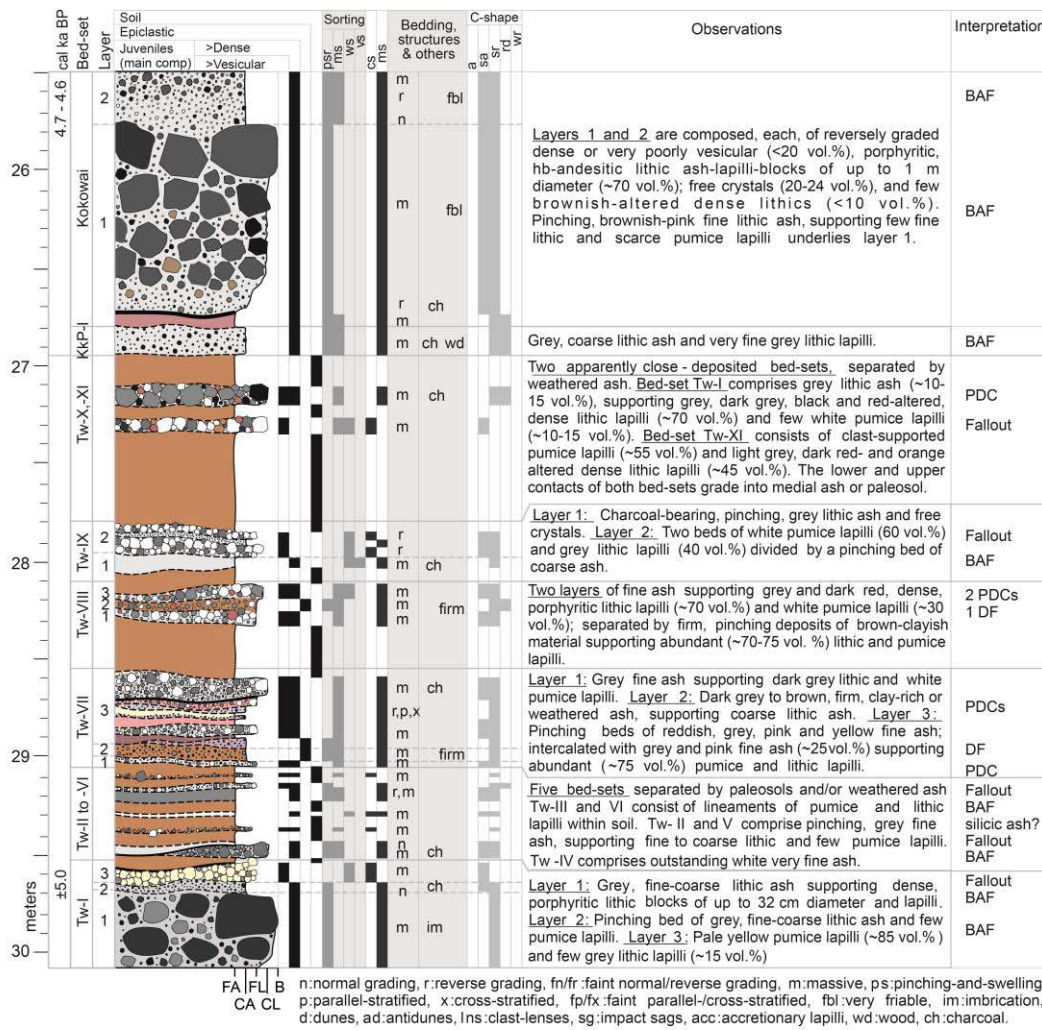 cal ka BP
Bed-set
Layer
Soil
Epiclastic
Juveniles
(main comp)
>Dense
>Vesicular
Sorting
psr
ms
ws
vs
cs
ms
Bedding,
structures
& others
C-shape
a
sa
sr
rd
wr
Observations
Interpretation
4.7 - 4.6
Kokowai
2
m
r fbl
n
BAF
1
m fbl
r ch
m
Layers 1 and 2 are composed, each, of reversely graded
dense or very poorly vesicular (<20 vol.%), porphyritic,
hb-andesitic lithic ash-lapilli-blocks of up to 1 m
diameter (~70 vol.%); free crystals (20-24 vol.%), and few
brownish-altered dense lithics (<10 vol.%).
Pinching, brownish-pink fine lithic ash, supporting few fine
lithic and scarce pumice lapilli underlies layer 1.
BAF
26
KkP-I
m ch wd
Grey, coarse lithic ash and very fine grey lithic lapilli.
BAF
27
Tw-X,-XI
m ch
m
Two apparently close - deposited bed-sets, separated by
weathered ash. Bed-set Tw-I comprises grey lithic ash (~10-
15 vol.%), supporting grey, dark grey, black and red-altered,
dense lithic lapilli (~70 vol.%) and few white pumice lapilli
(~10-15 vol.%). Bed-set Tw-XI consists of clast-supported
pumice lapilli (~55 vol.%) and light grey, dark red- and orange
altered dense lithic lapilli (~45 vol.%). The lower and upper
contacts of both bed-sets grade into medial ash or paleosol.
PDC
Fallout
28
Tw-IX
2
1
r
r
m ch
Layer 1: Charcoal-bearing, pinching, grey lithic ash and free
crystals. Layer 2: Two beds of white pumice lapilli (60 vol.%)
and grey lithic lapilli (40 vol.%) divided by a pinching bed of
coarse ash.
Fallout
BAF
Tw-VIII
3
2
1
m
m firm
m
Two layers of fine ash supporting grey and dark red, dense,
porphyritic lithic lapilli (~70 vol.%) and white pumice lapilli (~30
vol.%); separated by firm, pinching deposits of brown-clayish
material supporting abundant (~70-75 vol. %) lithic and pumice
lapilli.
2 PDCs
1 DF
Tw-VII
3
2
1
m ch
r,p,x
m
m firm
m
Layer 1: Grey fine ash supporting dark grey lithic and white
pumice lapilli. Layer 2: Dark grey to brown, firm, clay-rich or
weathered ash, supporting coarse lithic ash. Layer 3:
Pinching beds of reddish, grey, pink and yellow fine ash;
intercalated with grey and pink fine ash (~25vol.%) supporting
abundant (~75 vol.%) pumice and lithic lapilli.
PDCs
DF
PDC
29
Tw-II to -VI
m
r,m
m
m
n
m ch
Five bed-sets separated by paleosols and/or weathered ash
Tw-III and VI consist of lineaments of pumice and lithic
lapilli within soil. Tw- II and V comprise pinching, grey fine
ash, supporting fine to coarse lithic and few pumice lapilli.
Tw -IV comprises outstanding white very fine ash.
Fallout
BAF
silicic ash?
Fallout
BAF
±5.0
Tw-I
3
2
1
m
n ch
m im
Layer 1: Grey, fine-coarse lithic ash supporting dense,
porphyritic lithic blocks of up to 32 cm diameter and lapilli.
Layer 2: Pinching bed of grey, fine-coarse lithic ash and few
pumice lapilli. Layer 3: Pale yellow pumice lapilli (~85 vol.%)
and few grey lithic lapilli (~15 vol.%)
Fallout
BAF
BAF
meters
30
FA
CA
FL
CL
B
n:normal grading, r:reverse grading, fn/fr :faint normal/reverse grading, m:massive, ps:pinching-and-swelling
p:parallel-stratified, x:cross-stratified, fp/fx :faint parallel-/cross-stratified, fbl:very friable, im:imbrication,
d:dunes, ad:antidunes, lns:clast-lenses, sg:impact sags, acc:accretionary lapilli, wd:wood, ch:charcoal.